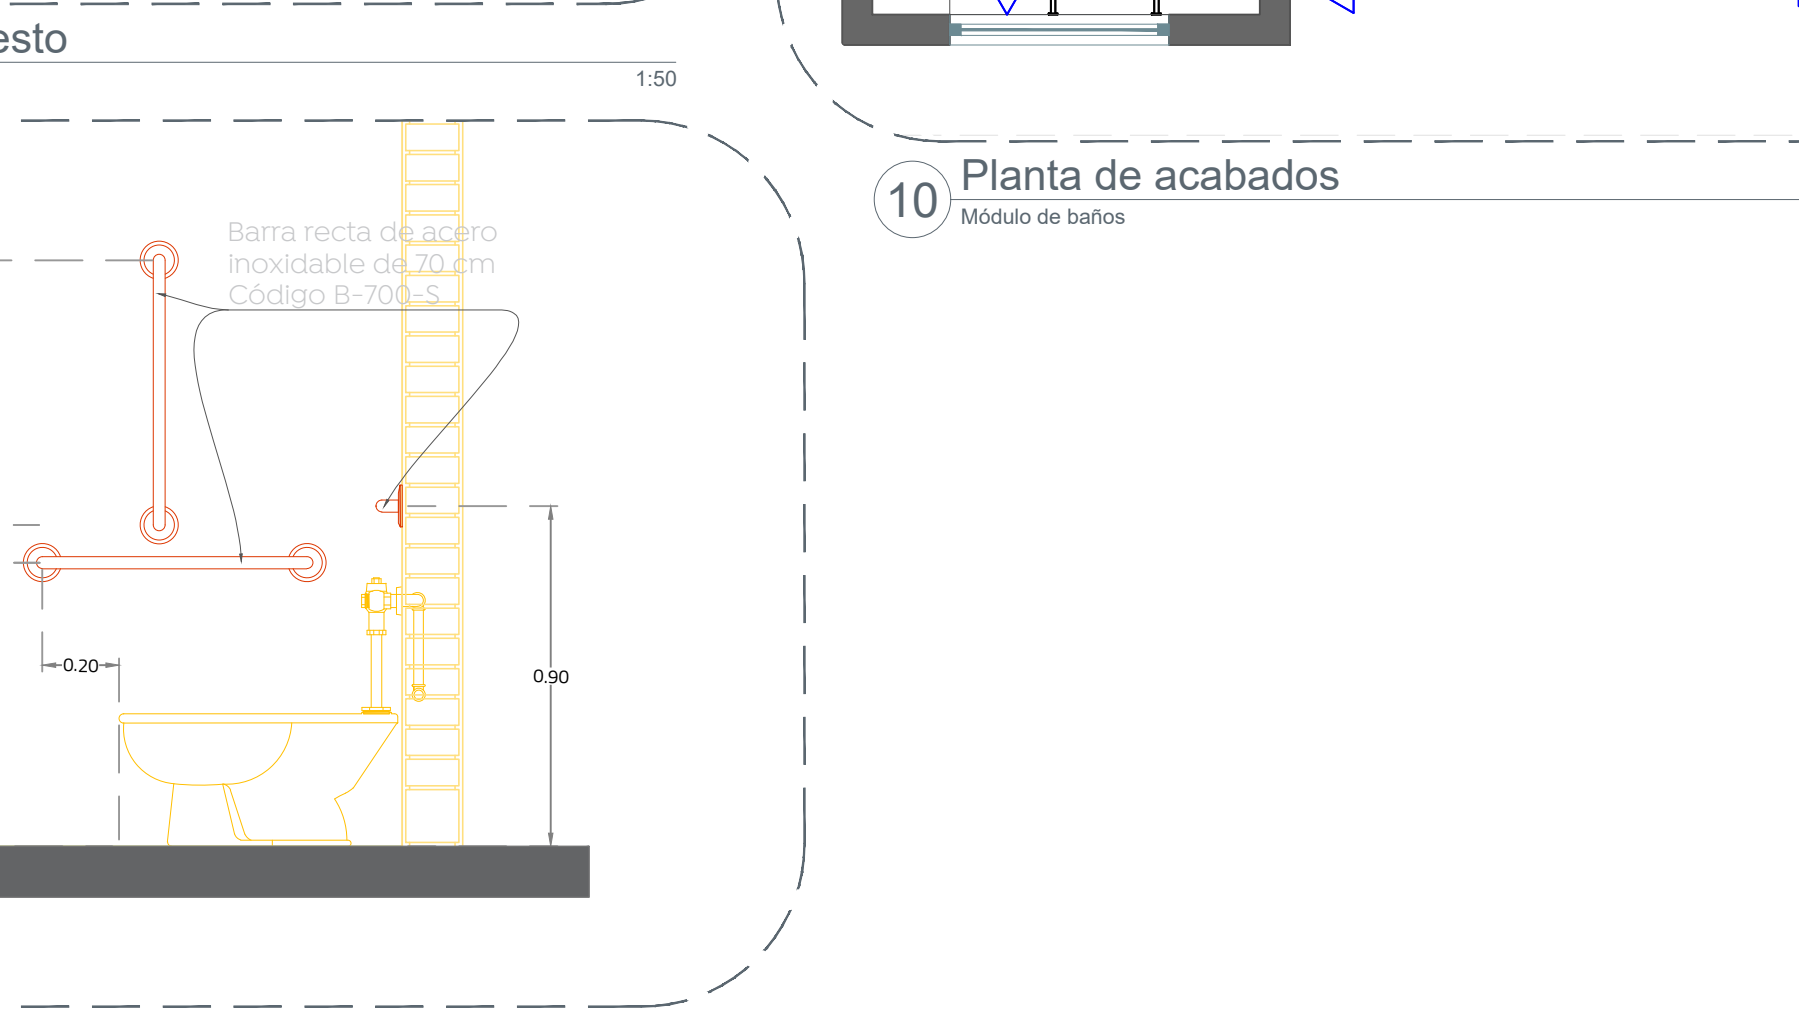 esto
1:50
10
Planta de acabados
Módulo de baños
Barra recta de acero
inoxidable de 70 cm
Código B-700-S
0.20
0.90